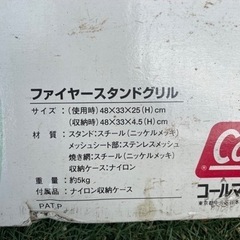 ファイヤースタンドグリル
サイズ：(使用時)48×33×25(H)cm
(収納時)48×33×4.5(H)cm
材　質：スタンド:スチール(ニッケルメッキ)
メッシュシート部:ステンレスメッシュ
焼き網:スチール(ニッケルメッキ)
収納ケース:ナイロン
重　量：約5kg
付属品：ナイロン収納ケース
PAT.P
Co
コールマ